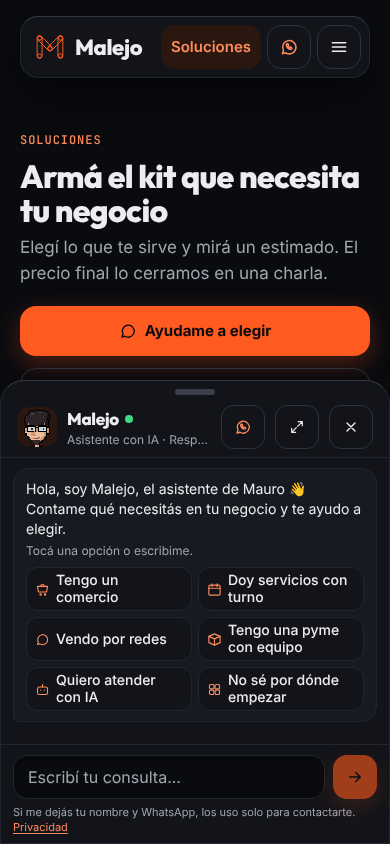 Malejo
Soluciones
SOLUCIONES
Armá el kit que necesita
tu negocio
Elegí lo que te sirve y mirá un estimado. El
precio final lo cerramos en una charla.
Ayudame a elegir
Malejo
Asistente con IA · Resp...
Hola, soy Malejo, el asistente de Mauro 👋
Contame qué necesitás en tu negocio y te ayudo a
elegir.
Tocá una opción o escribime.
Tengo un
comercio
Doy servicios con
turno
Vendo por redes
Tengo una pyme
con equipo
Quiero atender
con IA
No sé por dónde
empezar
Escribí tu consulta...
Si me dejás tu nombre y WhatsApp, los uso solo para contactarte.
Privacidad